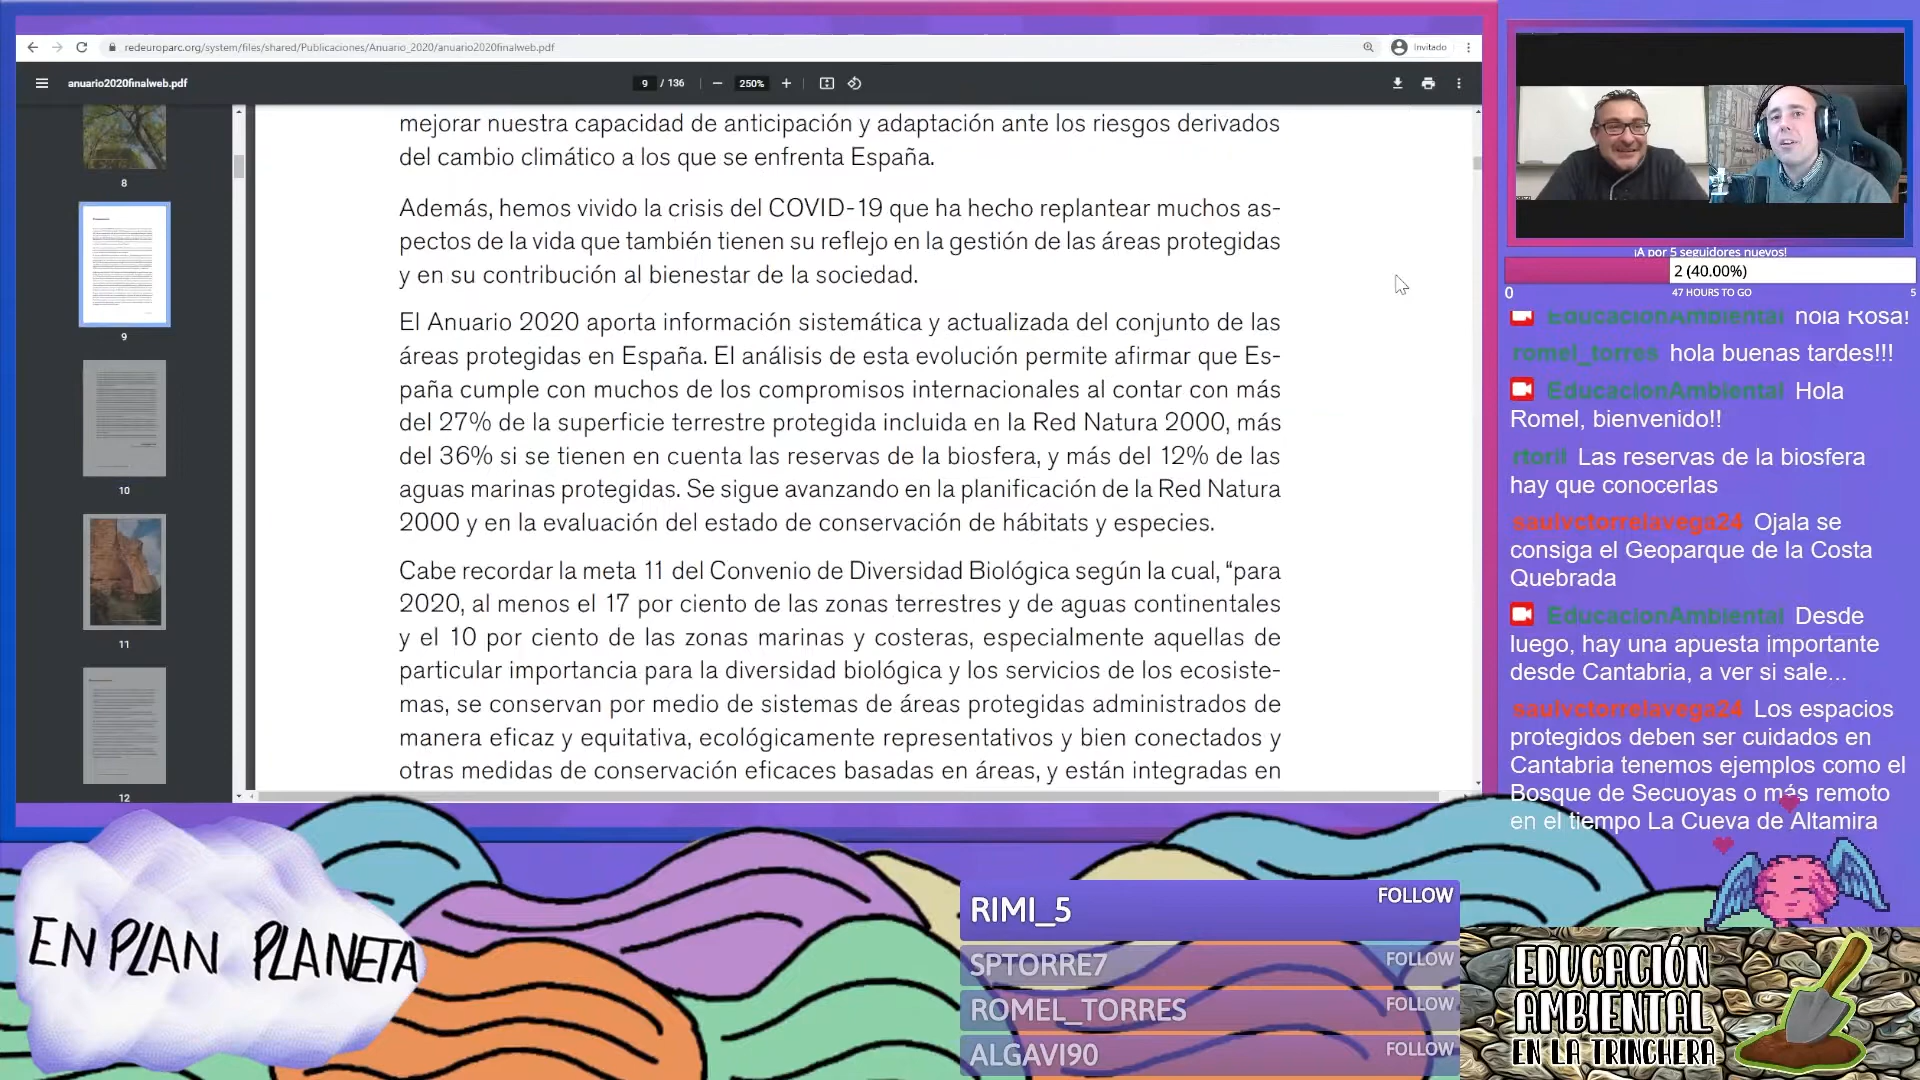 redeuroparc.org/system/files/shared/Publicaciones/Anuario_2020/anuario2020finalweb.pdf
Invitado
anuario2020finalweb.pdf
9 / 136
250%
8
9
10
11
12
mejorar nuestra capacidad de anticipación y adaptación ante los riesgos derivados
del cambio climático a los que se enfrenta España.
Además, hemos vivido la crisis del COVID-19 que ha hecho replantear muchos as-
pectos de la vida que también tienen su reflejo en la gestión de las áreas protegidas
y en su contribución al bienestar de la sociedad.
El Anuario 2020 aporta información sistemática y actualizada del conjunto de las
áreas protegidas en España. El análisis de esta evolución permite afirmar que Es-
paña cumple con muchos de los compromisos internacionales al contar con más
del 27% de la superficie terrestre protegida incluida en la Red Natura 2000, más
del 36% si se tienen en cuenta las reservas de la biosfera, y más del 12% de las
aguas marinas protegidas. Se sigue avanzando en la planificación de la Red Natura
2000 y en la evaluación del estado de conservación de hábitats y especies.
Cabe recordar la meta 11 del Convenio de Diversidad Biológica según la cual, “para
2020, al menos el 17 por ciento de las zonas terrestres y de aguas continentales
y el 10 por ciento de las zonas marinas y costeras, especialmente aquellas de
particular importancia para la diversidad biológica y los servicios de los ecosiste-
mas, se conservan por medio de sistemas de áreas protegidas administrados de
manera eficaz y equitativa, ecológicamente representativos y bien conectados y
otras medidas de conservación eficaces basadas en áreas, y están integradas en
¡A por 5 seguidores nuevos!
2 (40.00%)
0
47 HOURS TO GO
5
EducacionAmbiental hola Rosa!
romel_torres hola buenas tardes!!!
EducacionAmbiental Hola
Romel, bienvenido!!
rtoril Las reservas de la biosfera
hay que conocerlas
saulvctorrelavega24 Ojala se
consiga el Geoparque de la Costa
Quebrada
EducacionAmbiental Desde
luego, hay una apuesta importante
desde Cantabria, a ver si sale...
saulvctorrelavega24 Los espacios
protegidos deben ser cuidados en
Cantabria tenemos ejemplos como el
Bosque de Secuoyas o más remoto
en el tiempo La Cueva de Altamira
EN PLAN PLANETA
RIMI_5 FOLLOW
SPTORRE7 FOLLOW
ROMEL_TORRES FOLLOW
ALGAVI90 FOLLOW
EDUCACIÓN
AMBIENTAL
EN LA TRINCHERA